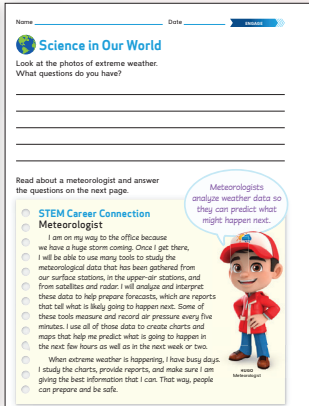 Name Date ENGAGE
Science in Our World
Look at the photos of extreme weather.
What questions do you have?
Read about a meteorologist and answer
the questions on the next page.
Meteorologists
analyze weather data so
they can predict what
might happen next.
STEM Career Connection
Meteorologist
I am on my way to the office because
we have a huge storm coming. Once I get there,
I will be able to use many tools to study the
meteorological data that has been gathered from
our surface stations, in the upper-air stations, and
from satellites and radar. I will analyze and interpret
these data to help prepare forecasts, which are reports
that tell what is likely going to happen next. Some of
these tools measure and record air pressure every five
minutes. I use all of those data to create charts and
maps that help me predict what is going to happen in
the next few hours as well as in the next week or two.
When extreme weather is happening, I have busy days.
I study the charts, provide reports, and make sure I am
giving the best information that I can. That way, people
can prepare and be safe.
HUGO
Meteorologist